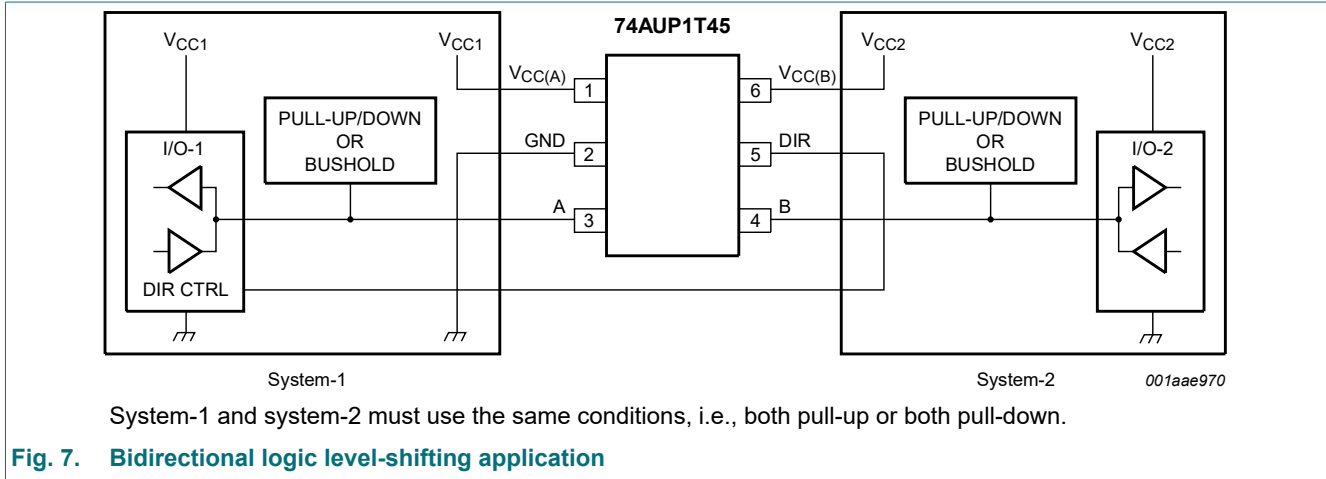 74AUP1T45
VCC1
VCC1
VCC2
VCC2
VCC(A)
1
6
VCC(B)
PULL-UP/DOWN
OR
BUSHOLD
PULL-UP/DOWN
OR
BUSHOLD
I/O-1
GND
2
5
DIR
I/O-2
A
3
4
B
DIR CTRL
System-1
System-2
001aae970
System-1 and system-2 must use the same conditions, i.e., both pull-up or both pull-down.
Fig. 7. Bidirectional logic level-shifting application